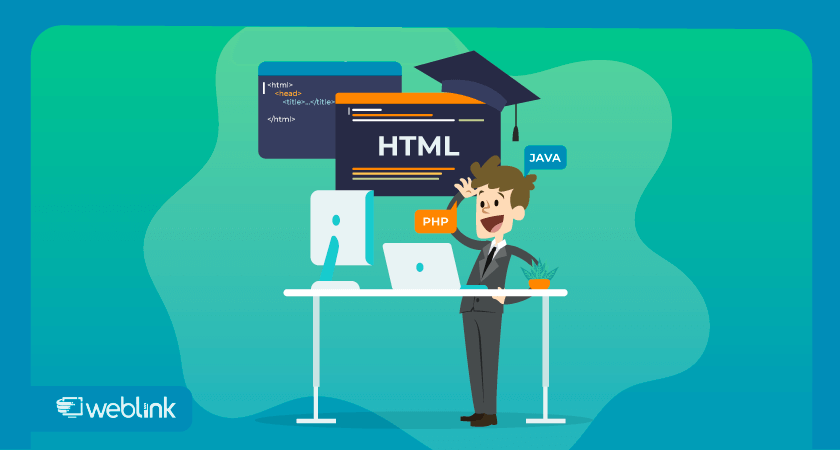 <html>
<head>
<title>...</title>
</html>
HTML
JAVA
PHP
weblink